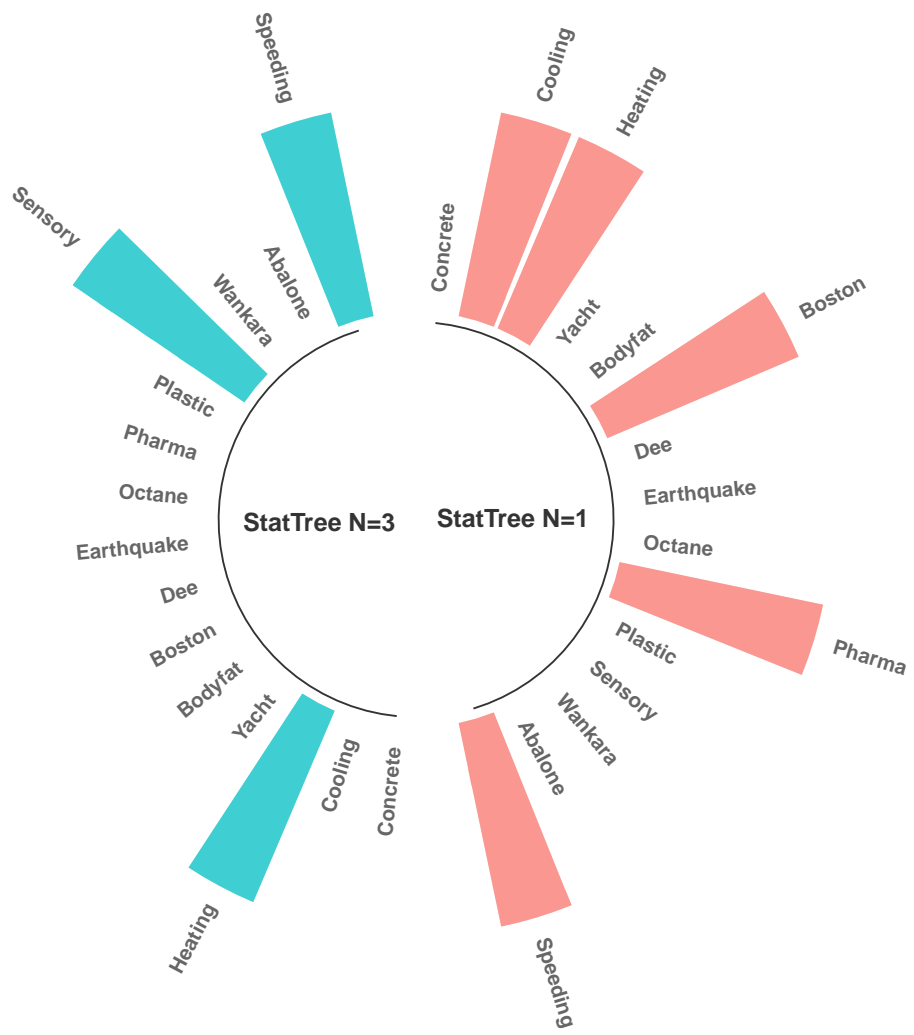 Concrete
Cooling
Heating
Yacht
Bodyfat
Boston
Dee
Earthquake
Octane
Pharma
Plastic
Sensory
Wankara
Abalone
Speeding
StatTree N=1
Concrete
Cooling
Heating
Yacht
Bodyfat
Boston
Dee
Earthquake
Octane
Pharma
Plastic
Sensory
Wankara
Abalone
Speeding
StatTree N=3